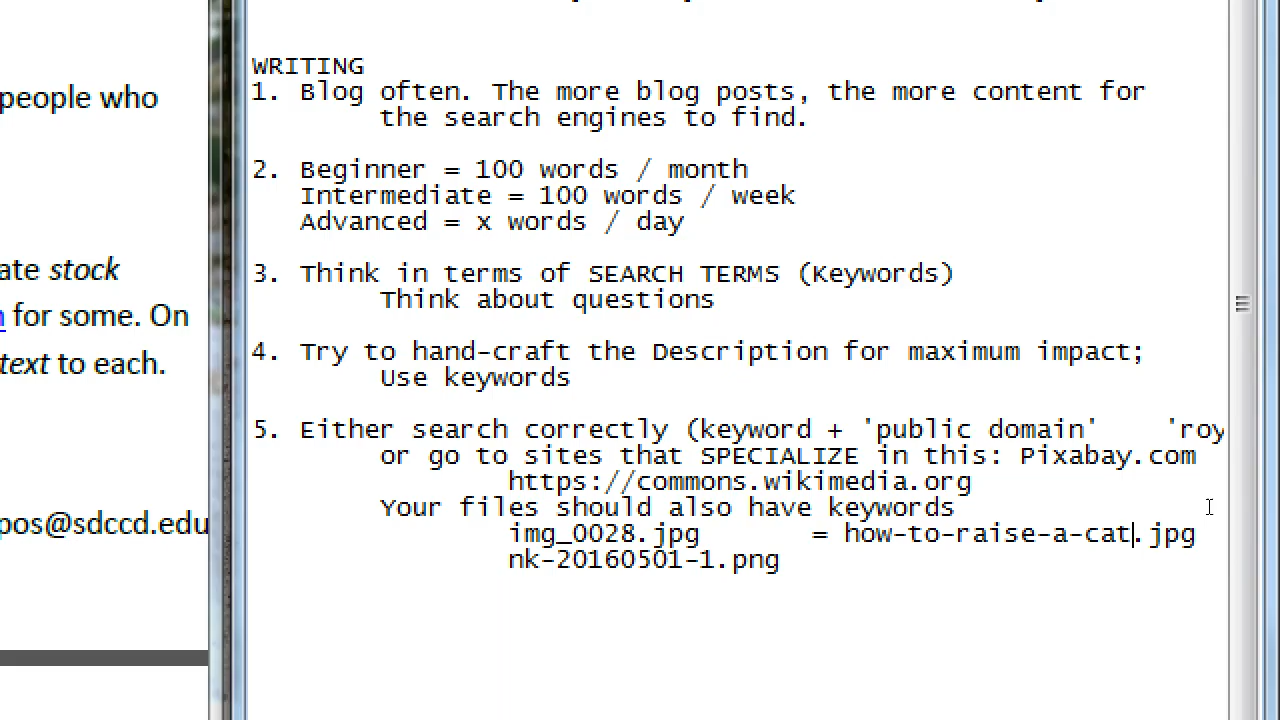 people who
ate stock
for some. On
text to each.
pos@sdccd.edu
WRITING
1. Blog often. The more blog posts, the more content for
the search engines to find.
2. Beginner = 100 words / month
Intermediate = 100 words / week
Advanced = x words / day
3. Think in terms of SEARCH TERMS (Keywords)
Think about questions
4. Try to hand-craft the Description for maximum impact;
Use keywords
5. Either search correctly (keyword + 'public domain' 'roy
or go to sites that SPECIALIZE in this: Pixabay.com
https://commons.wikimedia.org
Your files should also have keywords
img_0028.jpg = how-to-raise-a-cat.jpg
nk-20160501-1.png